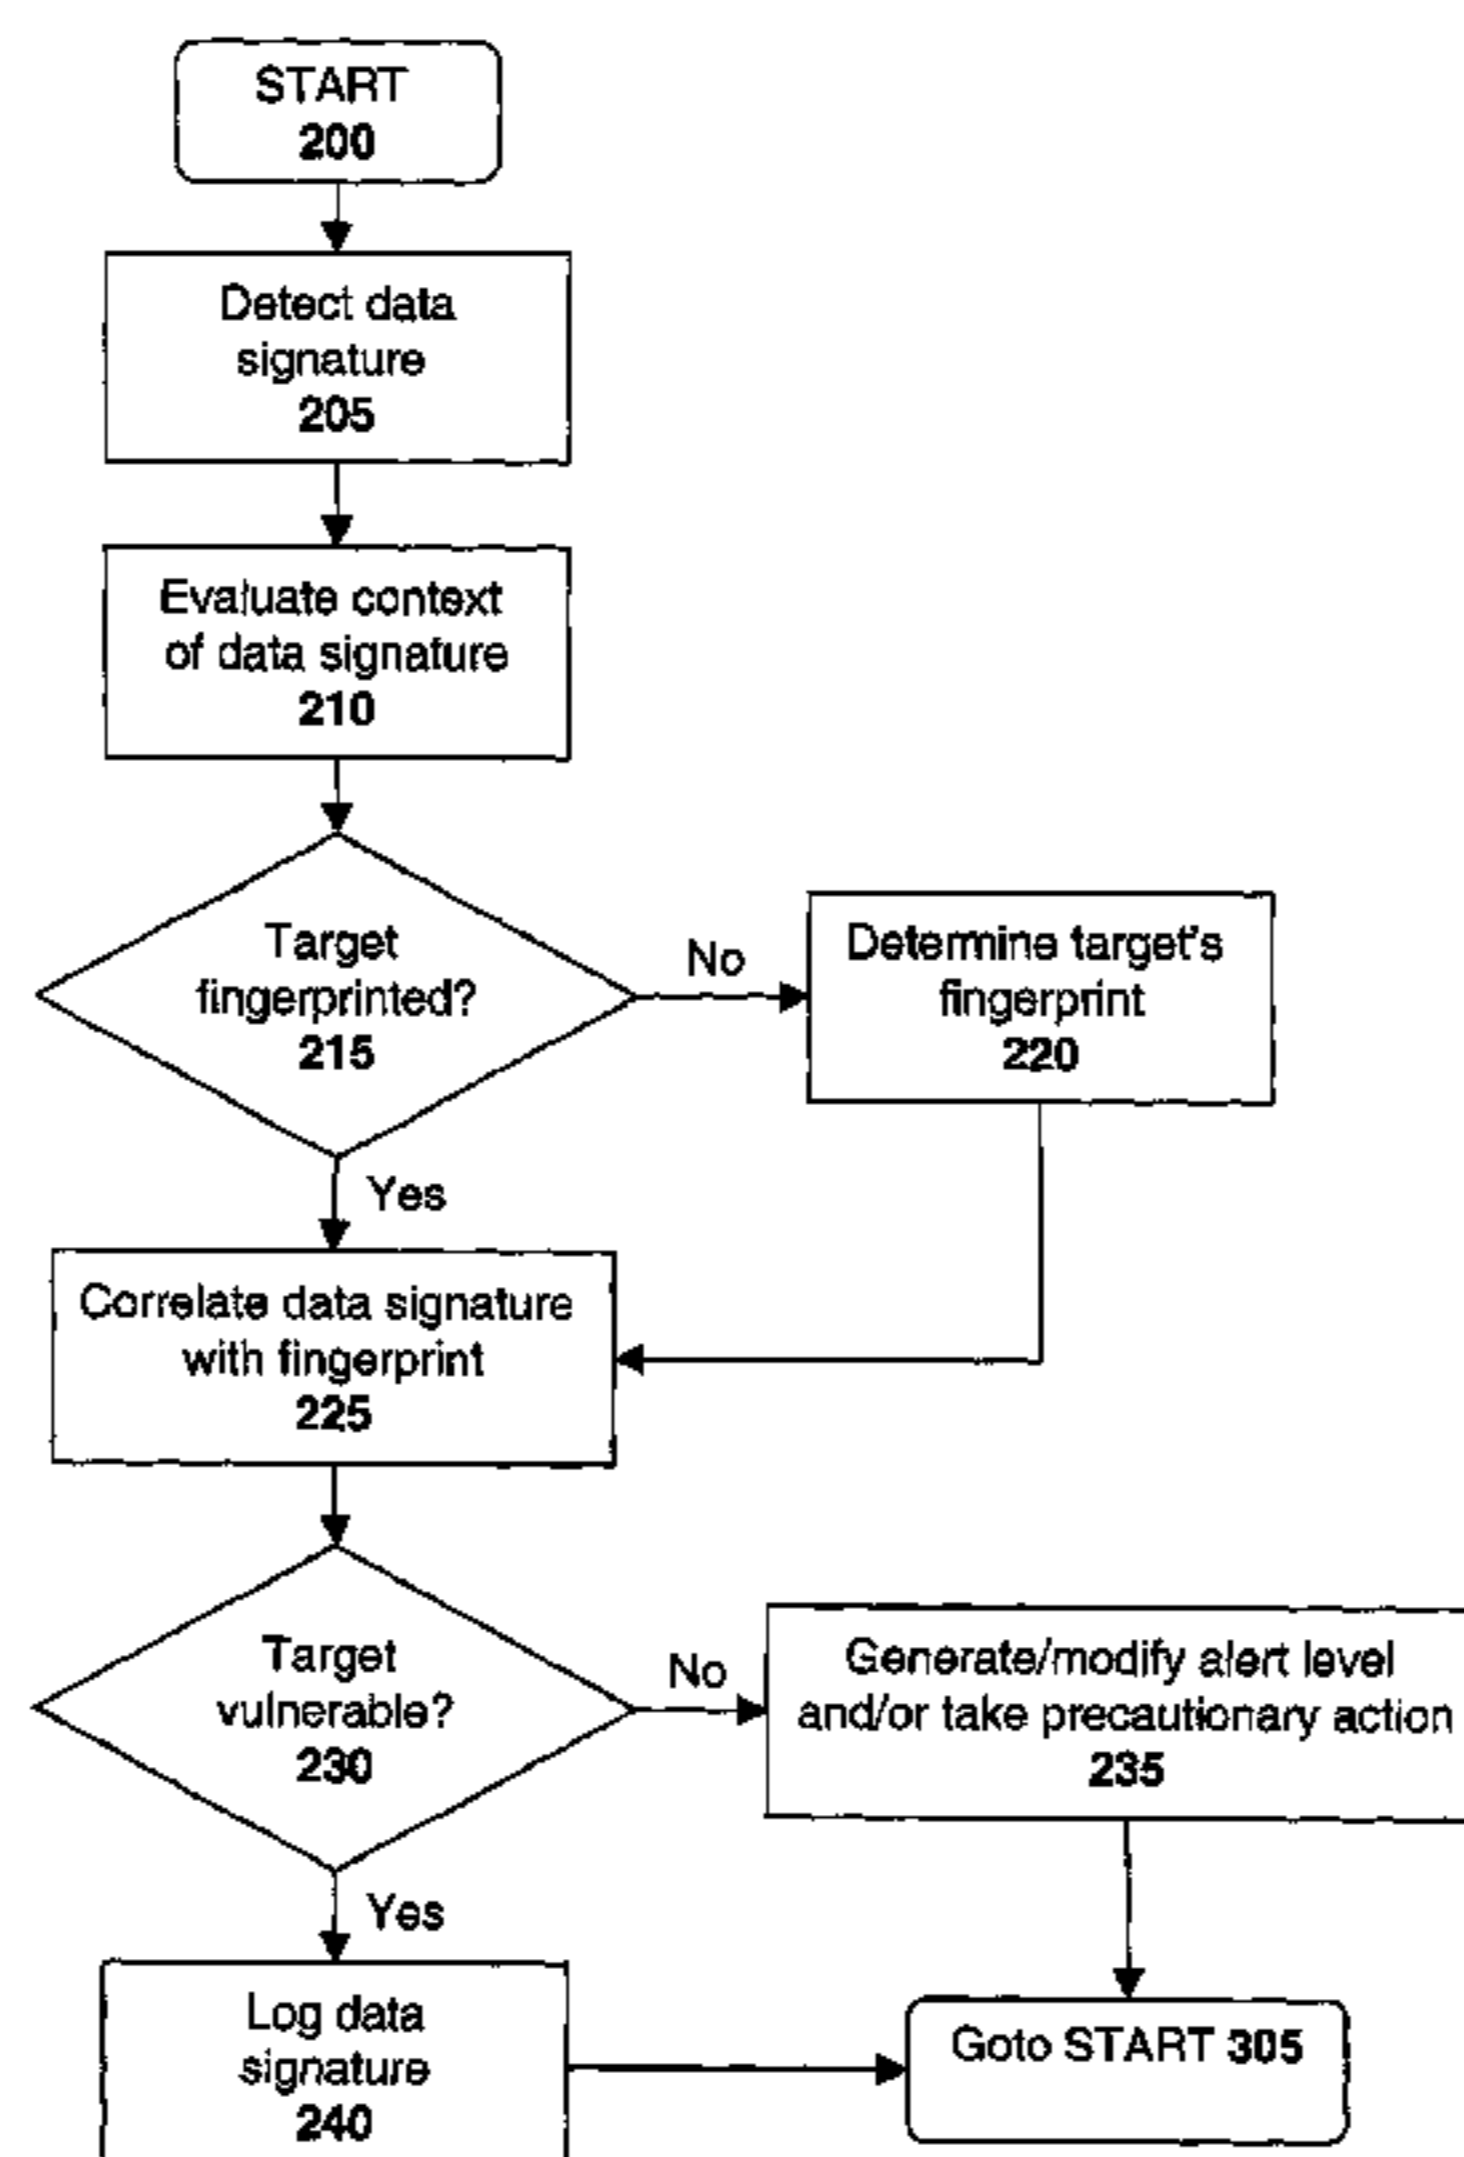 START
200
Detect data
signature
205
Evaluate context
of data signature
210
Target
fingerprinted?
215
No
Determine target's
fingerprint
220
Yes
Correlate data signature
with fingerprint
225
Target
vulnerable?
230
No
Generate/modify alert level
and/or take precautionary action
235
Yes
Log data
signature
240
Goto START 305